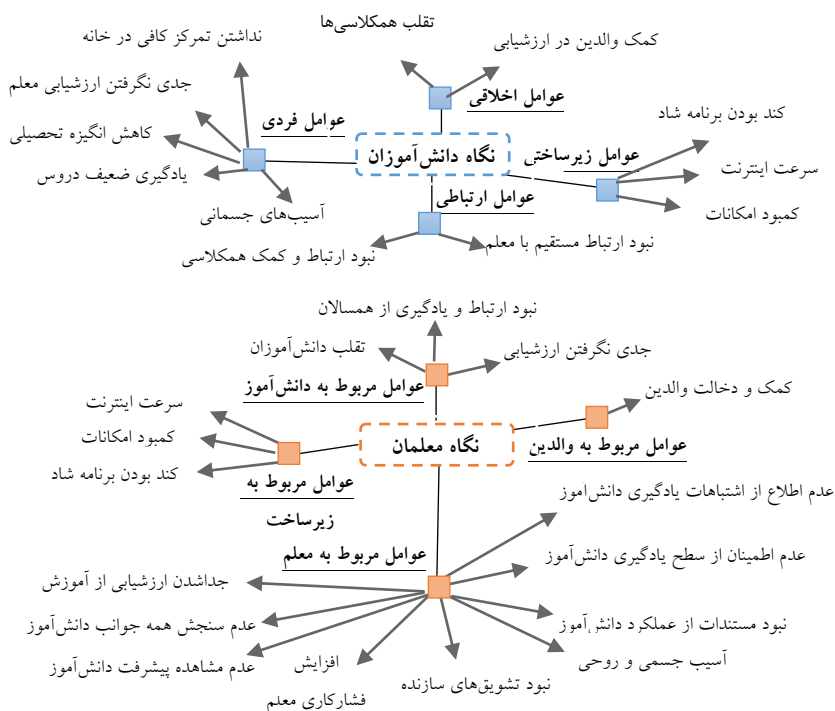 تقلب همکلاسی‌ها
کمک والدین در ارزشیابی
نداشتن تمرکز کافی در خانه
جدی نگرفتن ارزشیابی معلم
کاهش انگیزه تحصیلی
یادگیری ضعیف دروس
آسیب‌های جسمانی
عوامل اخلاقی
عوامل فردی
نگاه دانش‌آموزان
عوامل زیرساختی
کند بودن برنامه شاد
سرعت اینترنت
کمبود امکانات
عوامل ارتباطی
نبود ارتباط مستقیم با معلم
نبود ارتباط و کمک همکلاسی
نبود ارتباط و یادگیری از همسالان
تقلب دانش‌آموزان
جدی نگرفتن ارزشیابی
عوامل مربوط به دانش‌آموز
کمک و دخالت والدین
عوامل مربوط به والدین
نگاه معلمان
سرعت اینترنت
کمبود امکانات
کند بودن برنامه شاد
عوامل مربوط به
زیرساخت
عوامل مربوط به معلم
عدم اطلاع از اشتباهات یادگیری دانش‌اموز
عدم اطمینان از سطح یادگیری دانش‌آموز
نبود مستندات از عملکرد دانش‌آموز
آسیب جسمی و روحی
نبود تشویق‌های سازنده
افزایش
فشارکاری معلم
جداشدن ارزشیابی از آموزش
عدم سنجش همه جوانب دانش‌آموز
عدم مشاهده پیشرفت دانش‌آموز